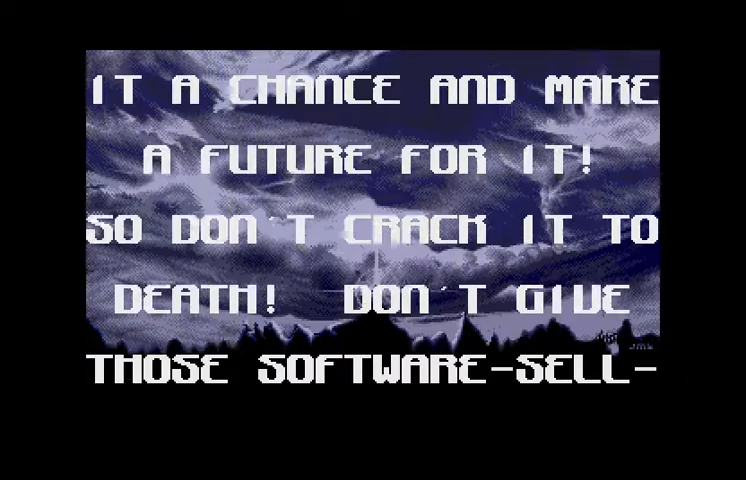 IT A CHANCE AND MAKE
A FUTURE FOR IT!
SO DON´T CRACK IT TO
DEATH! DON´T GIVE
THOSE SOFTWARE-SELL-